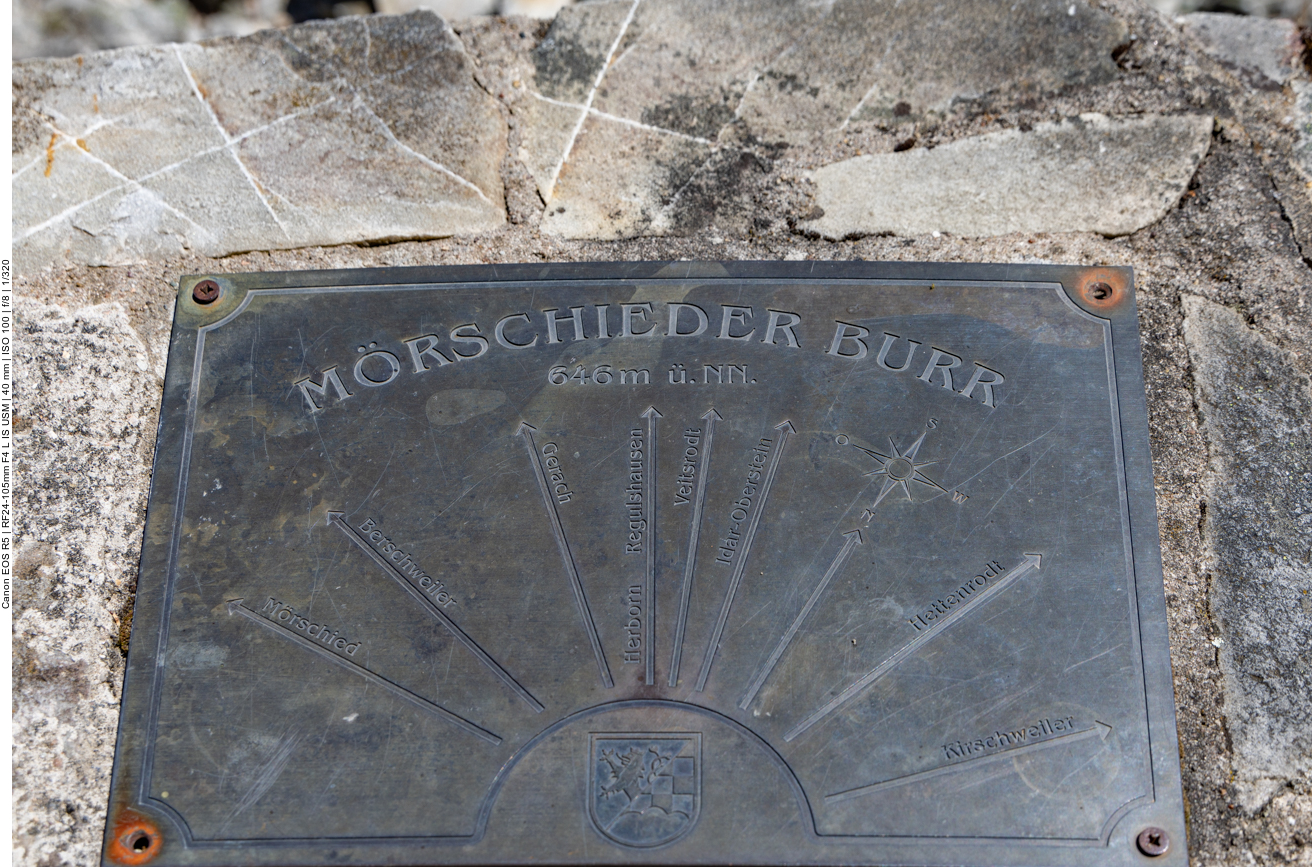 Canon EOS R5 | RF24-105mm F4 L IS USM | 40 mm | ISO 100 | f/8 | 1/320
MÖRSCHIEDER BURR
646m ü.NN.
Mörschied
Berschweiler
Gerach
Herborn Regulshausen
Veitsrodt
Idar-Oberstein
O
S
W
N
Hettenrodt
Kirschweiler